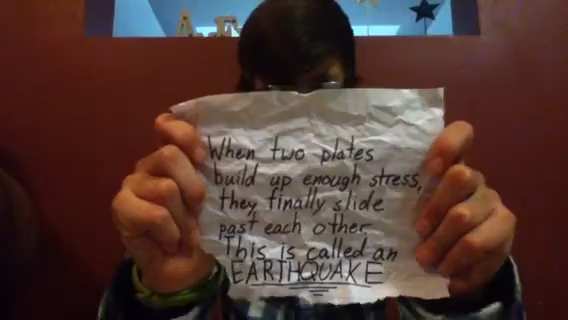 When two plates
build up enough stress,
they finally slide
past each other.
This is called an
EARTHQUAKE